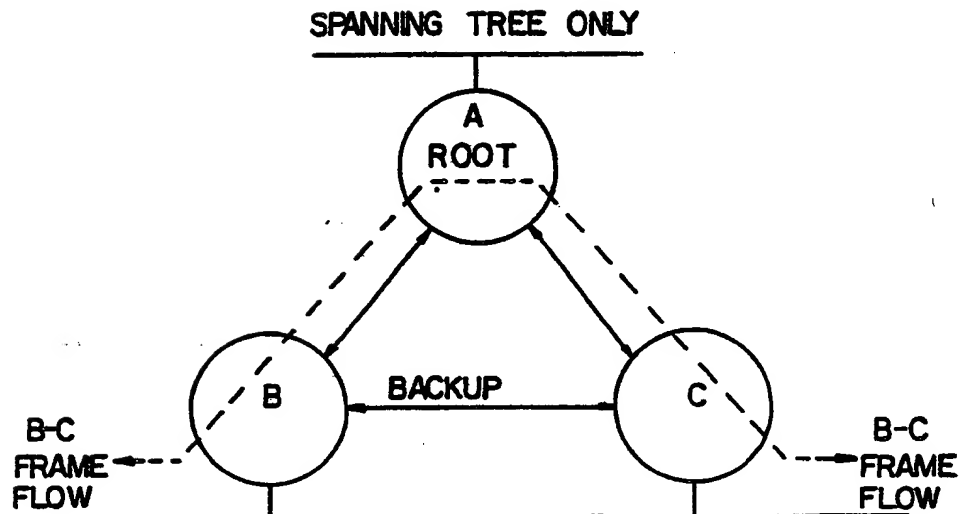 SPANNING TREE ONLY
A
ROOT
B
BACKUP
C
B-C
FRAME
FLOW
B-C
FRAME
FLOW